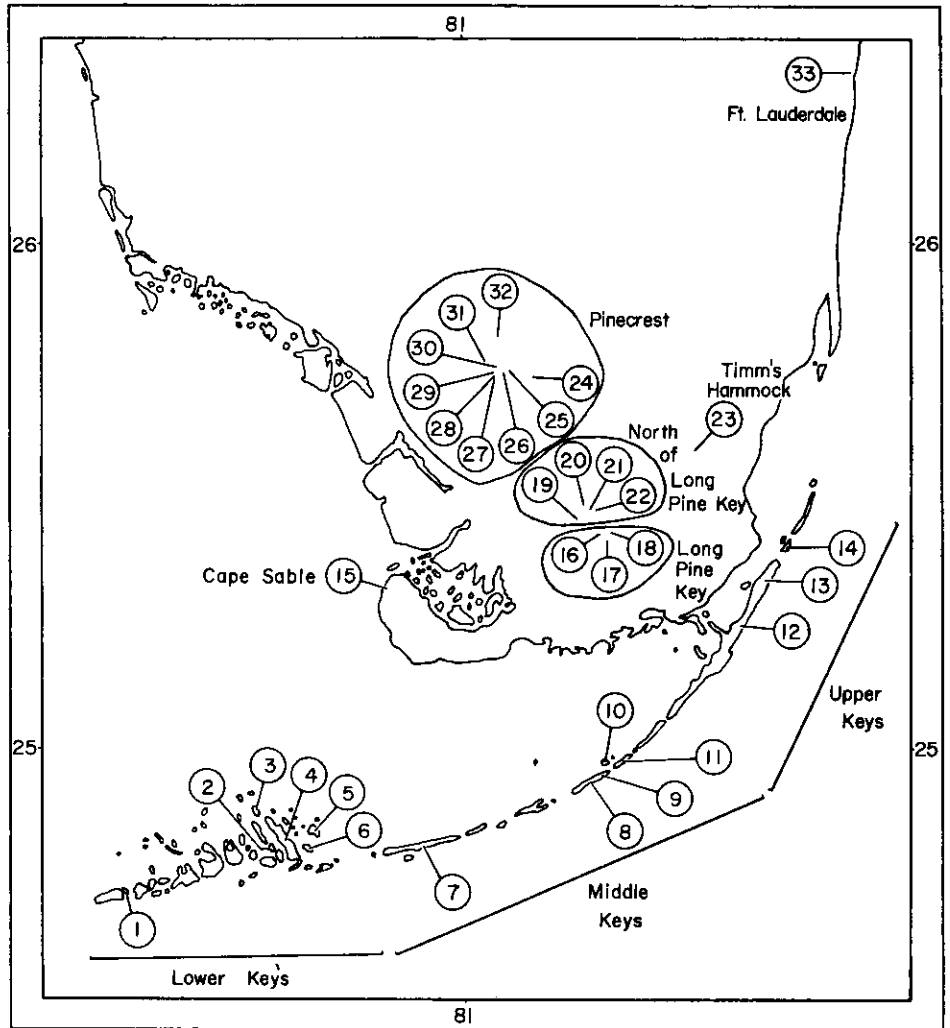 81
33
Ft. Lauderdale
26
26
32
31
Pinecrest
30
24
Timm's
Hammock
29
23
28
25
North
of
27
26
20
21
Long
Pine Key
19
22
16
18
Long
Pine
Key
17
14
Cape Sable
15
13
12
Upper
Keys
10
25
25
11
3
4
9
2
5
8
6
7
Middle
Keys
1
Lower Key's
81